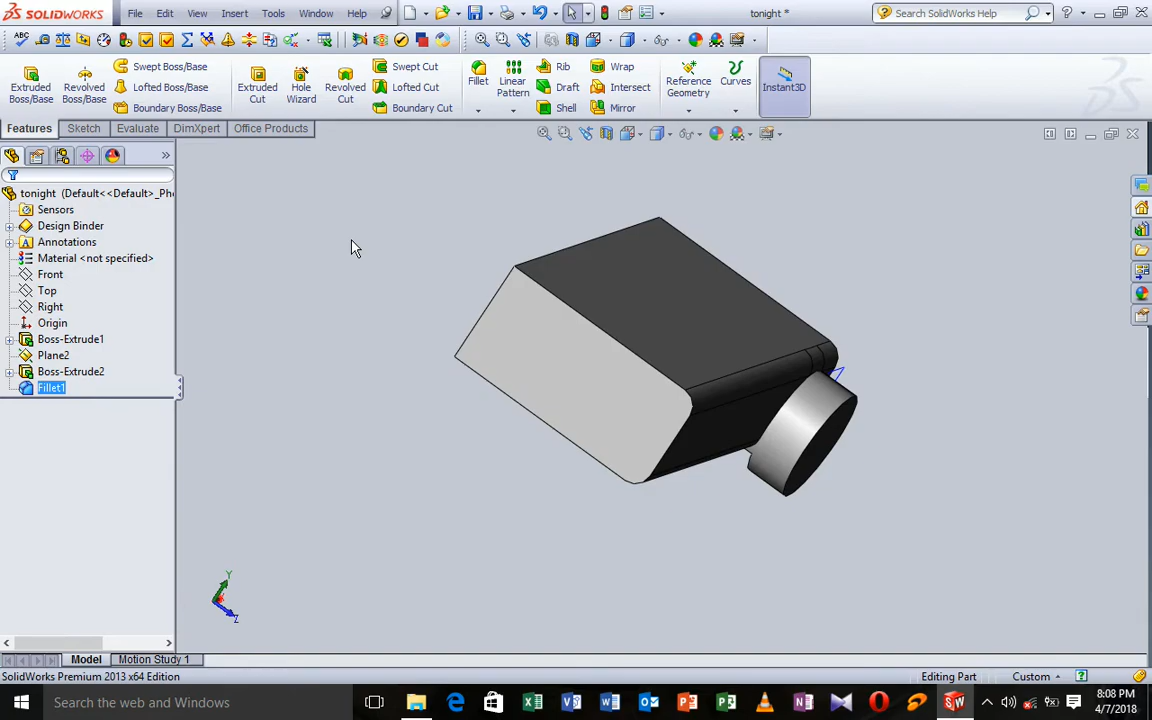 SOLIDWORKS File Edit View Insert Tools Window Help tonight * Search SolidWorks Help
Extruded Boss/Base
Revolved Boss/Base
Swept Boss/Base
Lofted Boss/Base
Boundary Boss/Base
Extruded Cut
Hole Wizard
Revolved Cut
Swept Cut
Lofted Cut
Boundary Cut
Fillet
Linear Pattern
Rib
Draft
Shell
Wrap
Intersect
Mirror
Reference Geometry
Curves
Instant3D
Features Sketch Evaluate DimXpert Office Products
tonight (Default<<Default>_Pho
Sensors
Design Binder
Annotations
Material <not specified>
Front
Top
Right
Origin
Boss-Extrude1
Plane2
Boss-Extrude2
Fillet1
Y
Z
Model Motion Study 1
SolidWorks Premium 2013 x64 Edition Editing Part Custom
Search the web and Windows
8:08 PM
4/7/2018